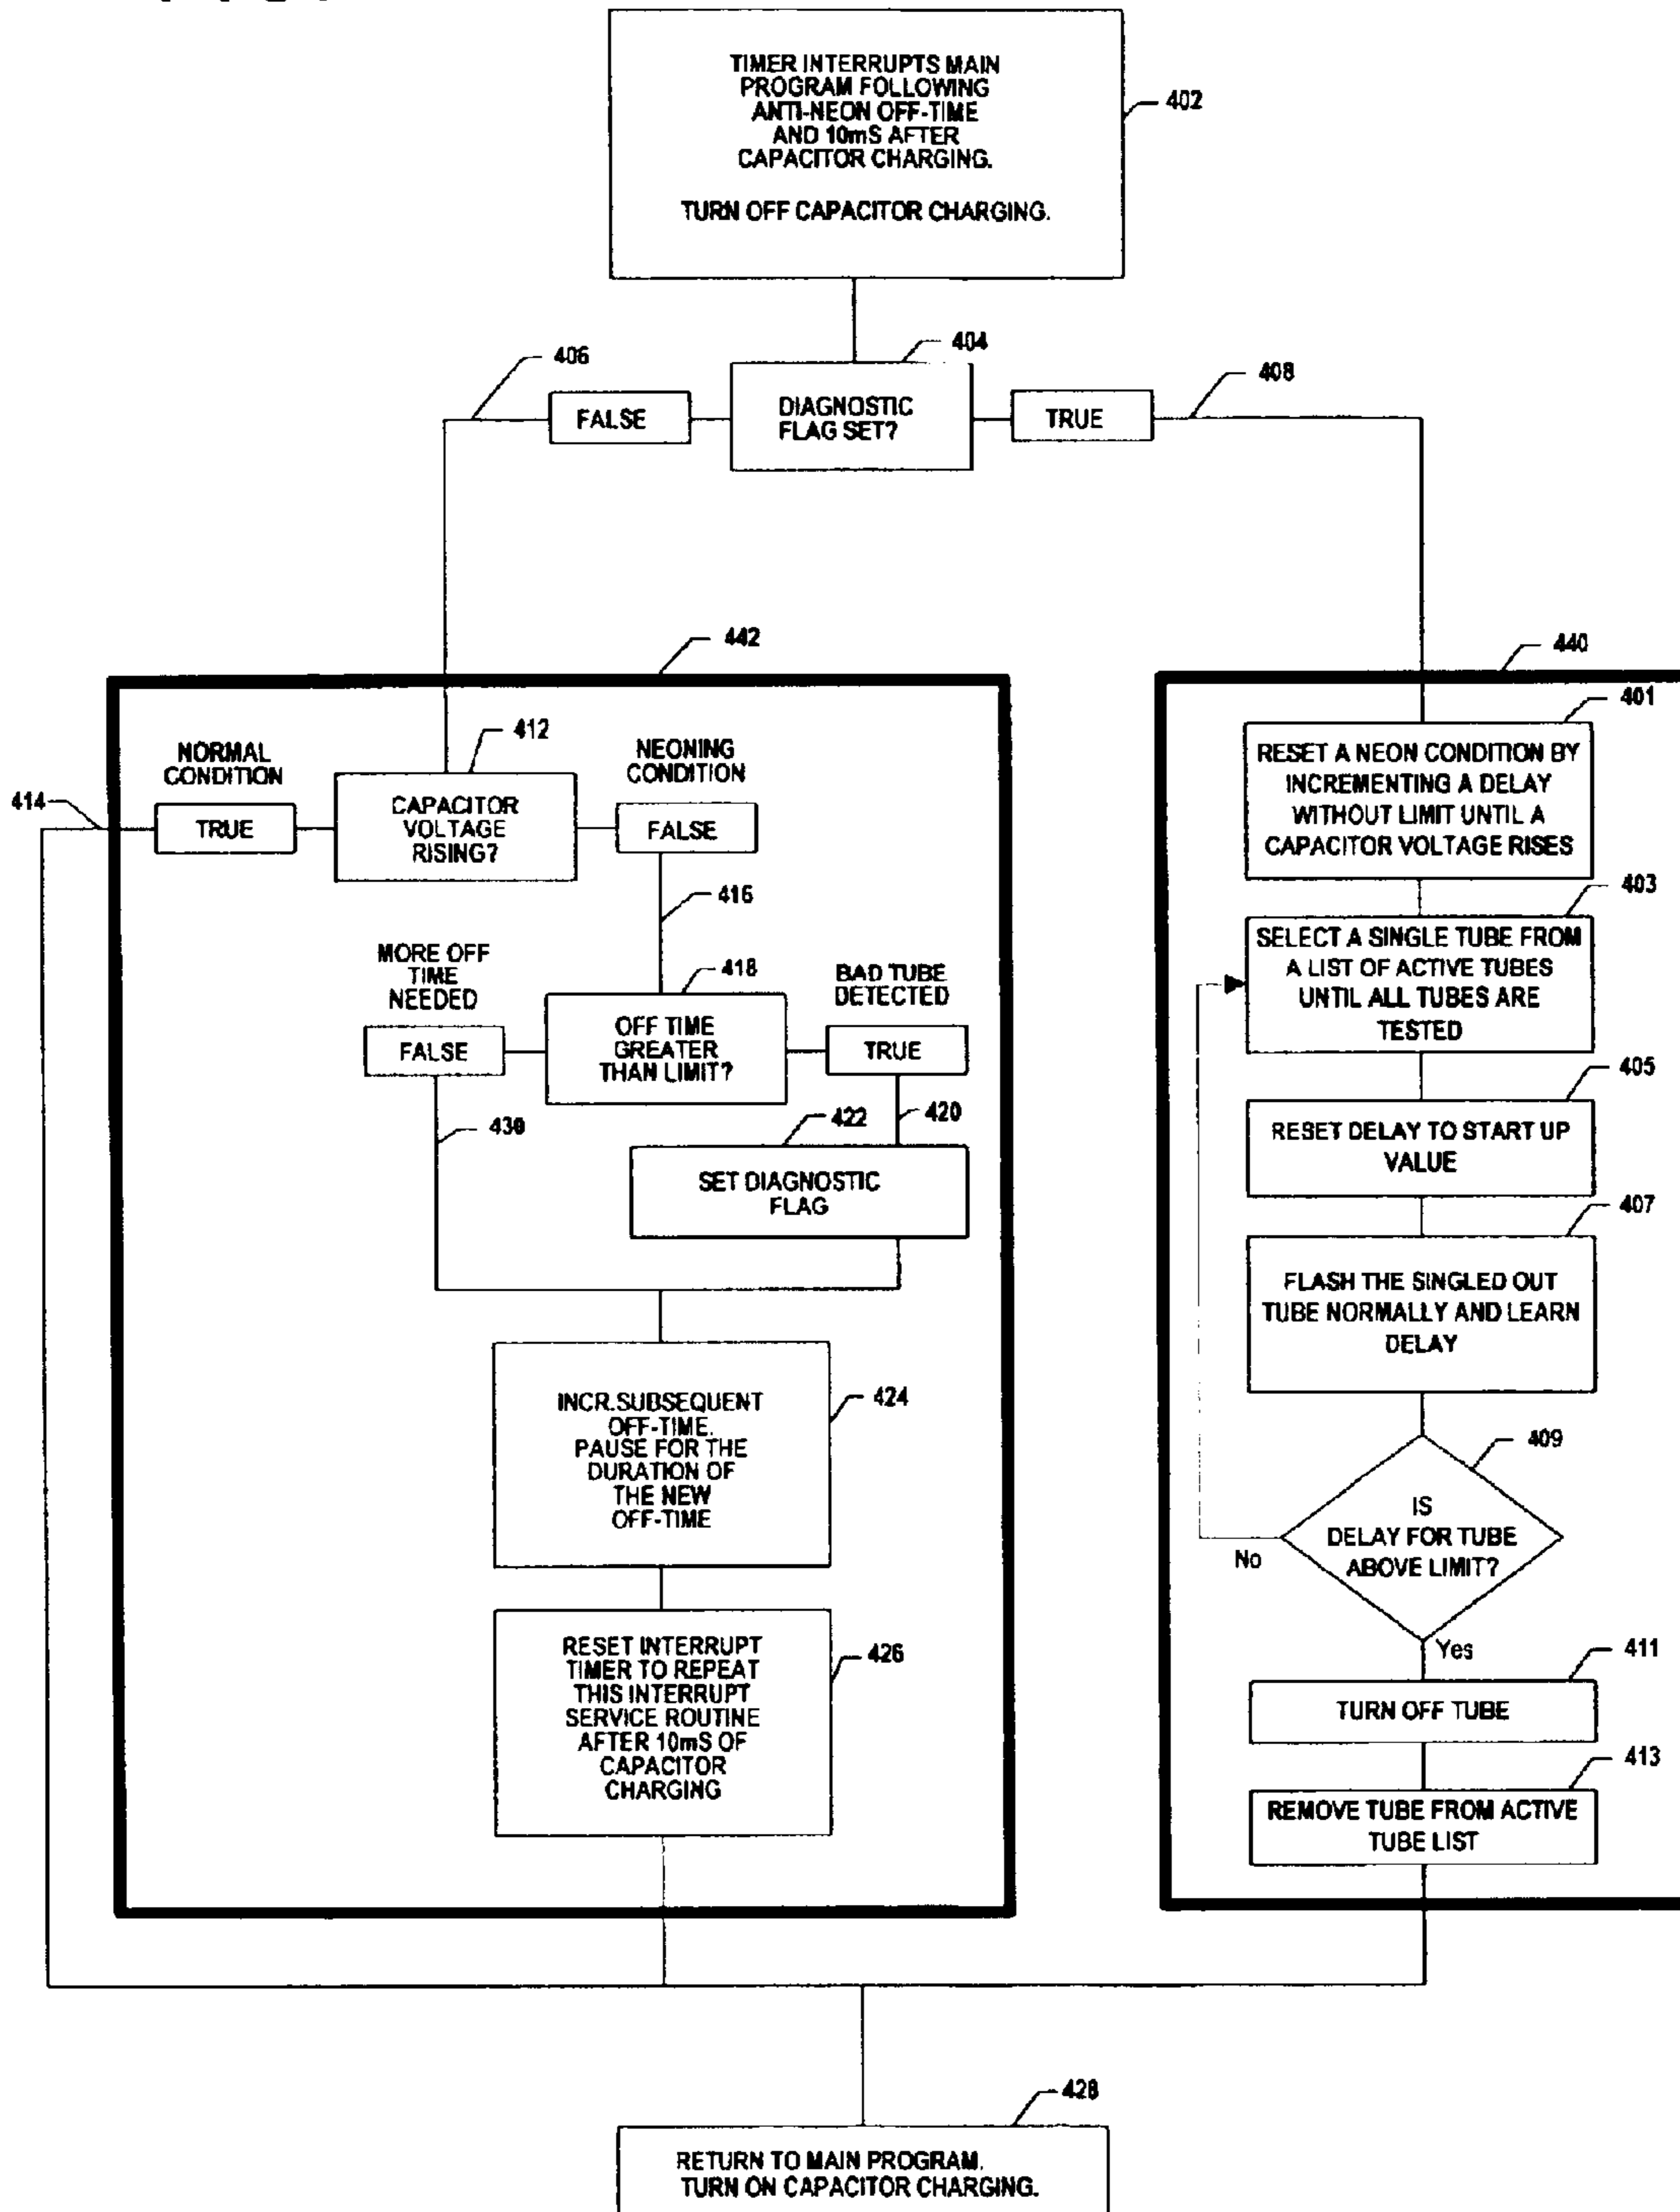 TIMER INTERRUPTS MAIN
PROGRAM FOLLOWING
ANTI-NEON OFF-TIME
AND 10mS AFTER
CAPACITOR CHARGING.
TURN OFF CAPACITOR CHARGING.
402
404
406
408
FALSE
DIAGNOSTIC
FLAG SET?
TRUE
442
NORMAL
CONDITION
412
NEONING
CONDITION
414
TRUE
CAPACITOR
VOLTAGE
RISING?
FALSE
416
MORE OFF
TIME
NEEDED
418
BAD TUBE
DETECTED
FALSE
OFF TIME
GREATER
THAN LIMIT?
TRUE
430
422
420
SET DIAGNOSTIC
FLAG
INCR.SUBSEQUENT
OFF-TIME.
PAUSE FOR THE
DURATION OF
THE NEW
OFF-TIME
424
RESET INTERRUPT
TIMER TO REPEAT
THIS INTERRUPT
SERVICE ROUTINE
AFTER 10mS OF
CAPACITOR
CHARGING
426
440
401
RESET A NEON CONDITION BY
INCREMENTING A DELAY
WITHOUT LIMIT UNTIL A
CAPACITOR VOLTAGE RISES
403
SELECT A SINGLE TUBE FROM
A LIST OF ACTIVE TUBES
UNTIL ALL TUBES ARE
TESTED
405
RESET DELAY TO START UP
VALUE
407
FLASH THE SINGLED OUT
TUBE NORMALLY AND LEARN
DELAY
409
IS
DELAY FOR TUBE
ABOVE LIMIT?
No
Yes
411
TURN OFF TUBE
413
REMOVE TUBE FROM ACTIVE
TUBE LIST
428
RETURN TO MAIN PROGRAM.
TURN ON CAPACITOR CHARGING.